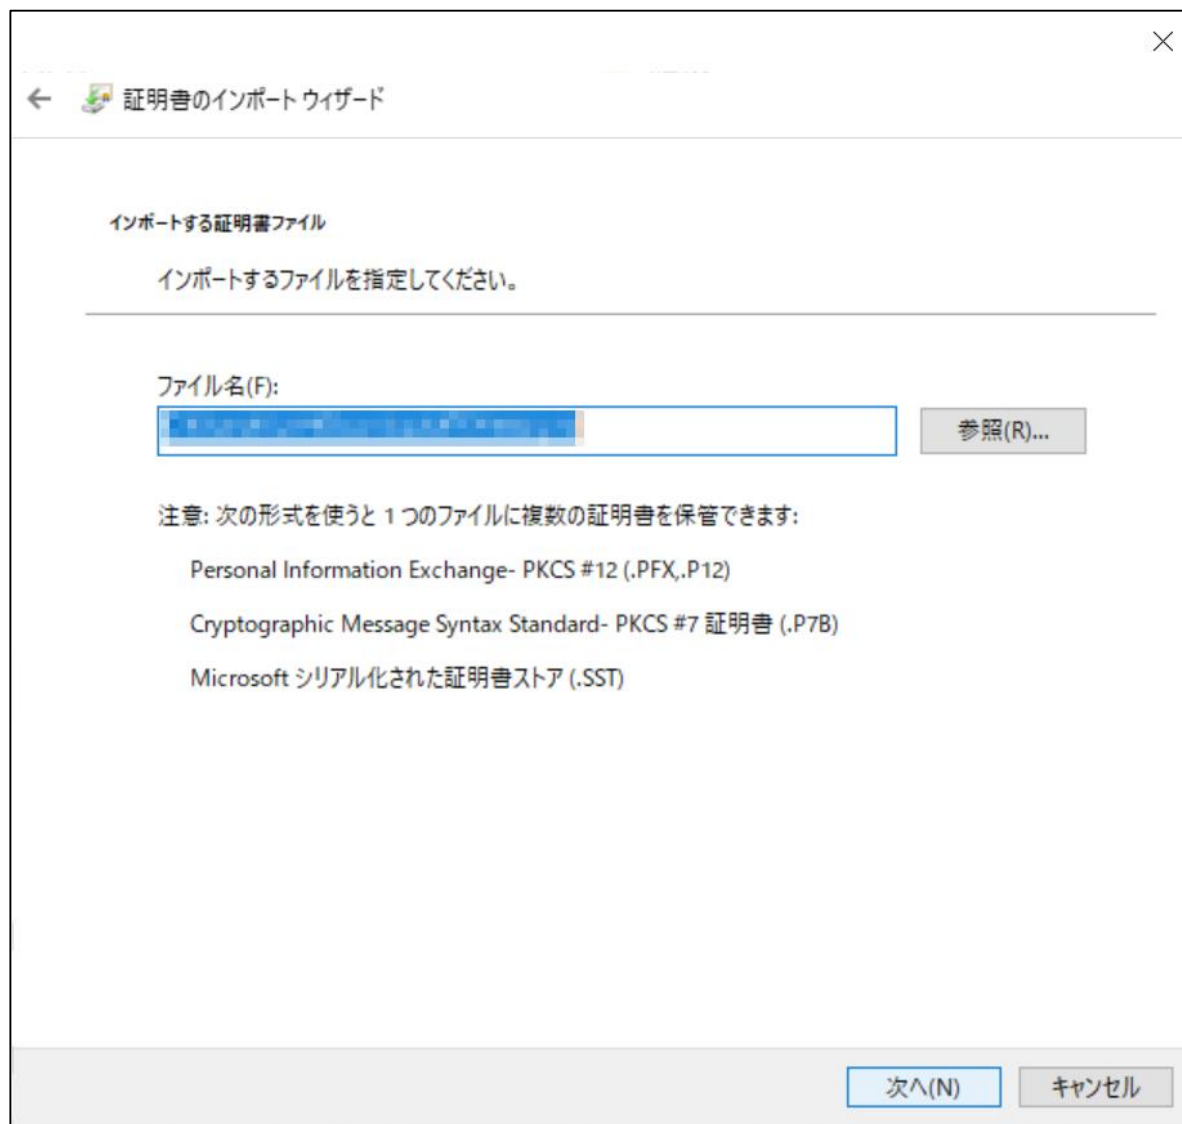 証明書のインポート ウィザード
インポートする証明書ファイル
インポートするファイルを指定してください。
ファイル名(F):
参照(R)...
注意: 次の形式を使うと 1 つのファイルに複数の証明書を保管できます:
Personal Information Exchange- PKCS #12 (.PFX,.P12)
Cryptographic Message Syntax Standard- PKCS #7 証明書 (.P7B)
Microsoft シリアル化された証明書ストア (.SST)
次へ(N)
キャンセル